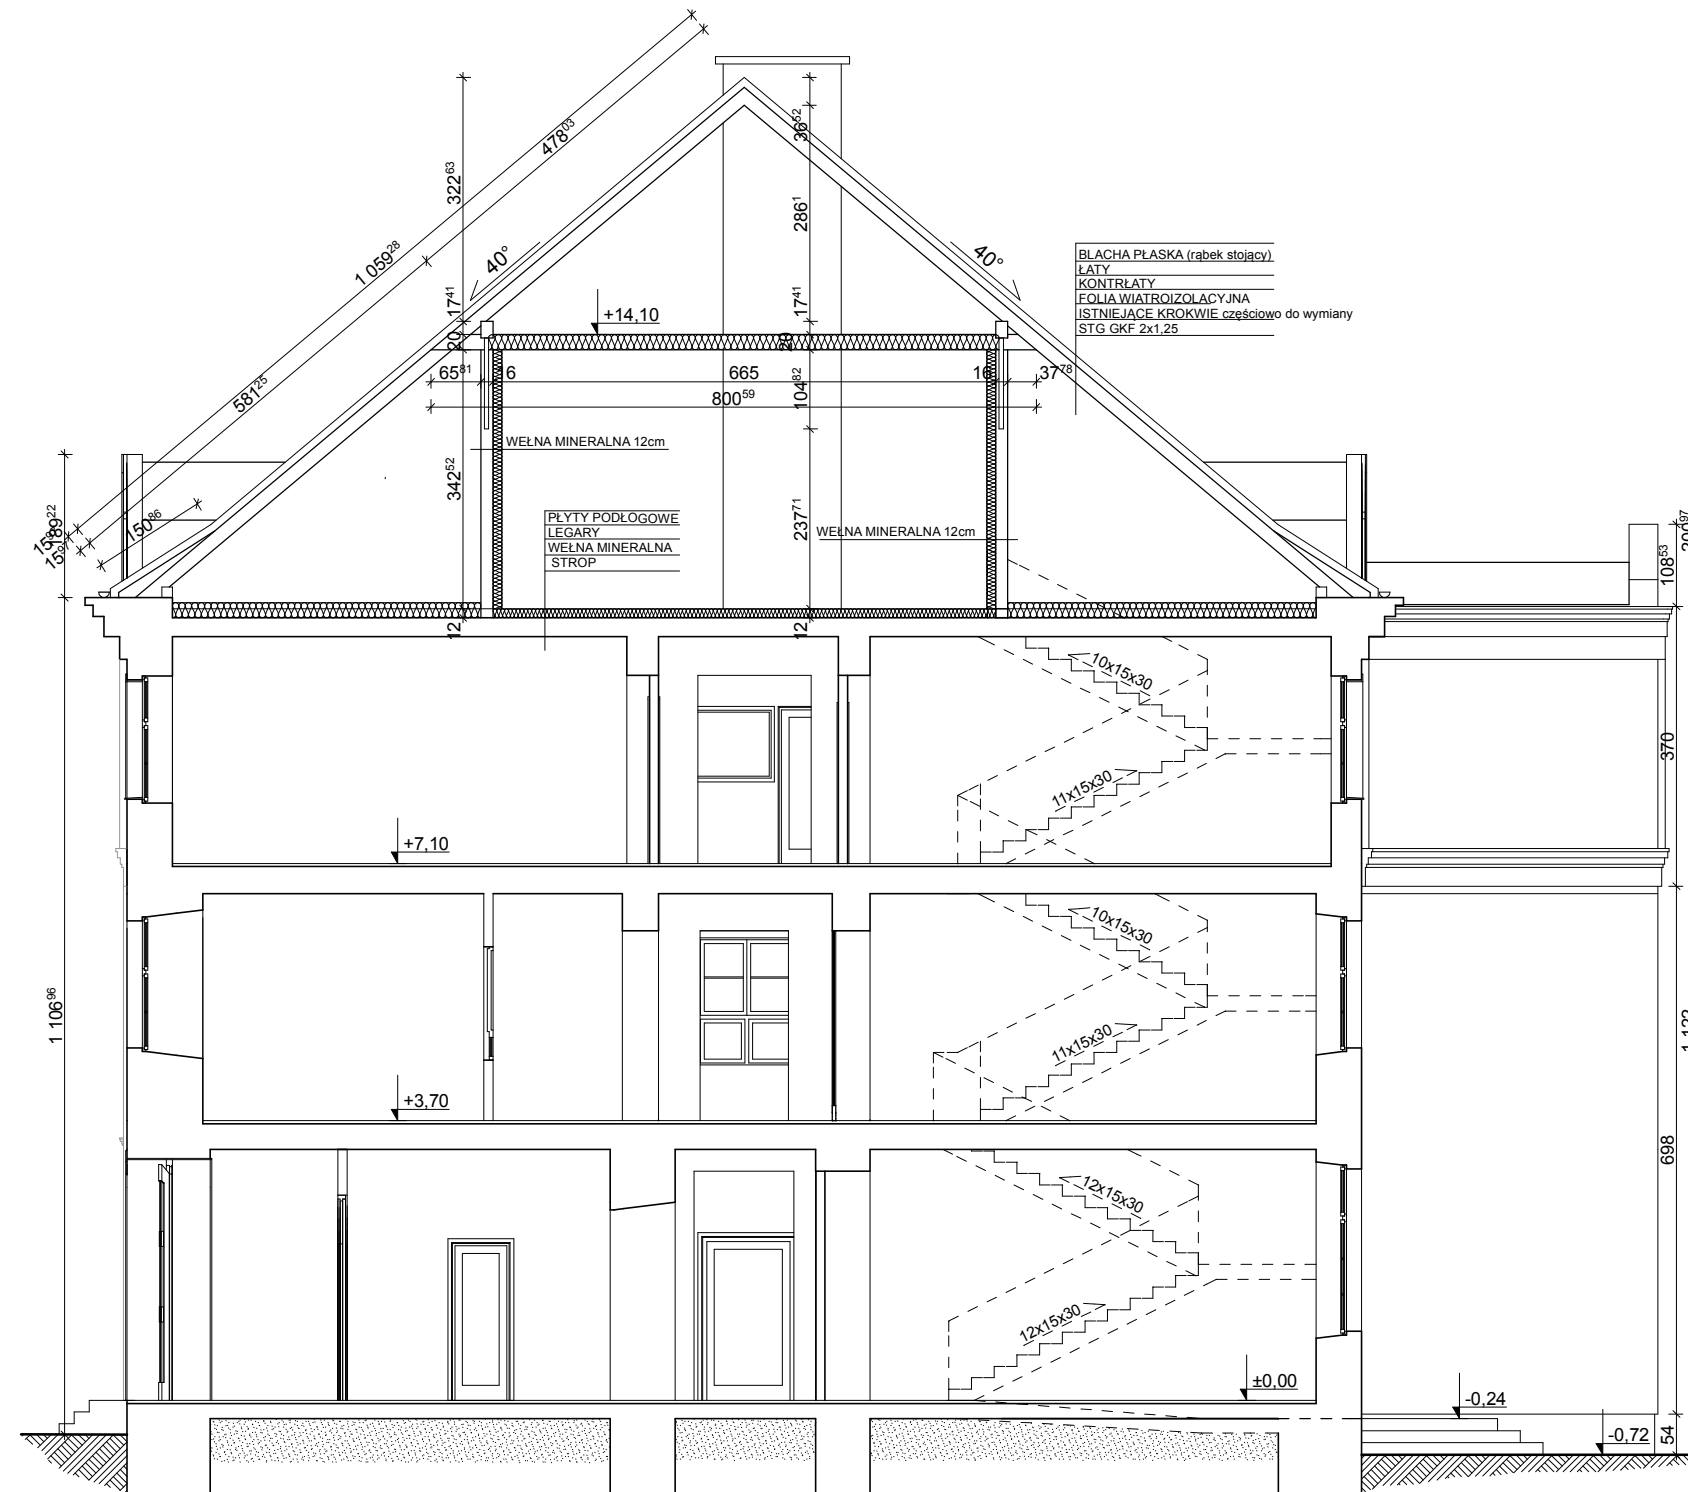 478⁰³
1 059²⁸
581²⁵
150⁸⁶
322⁶³
36⁵²
286¹
40°
40°
BLACHA PŁASKA (rąbek stojący)
ŁATY
KONTRŁATY
FOLIA WIATROIZOLACYJNA
ISTNIEJĄCE KROKWIE częściowo do wymiany
STG GKF 2x1,25
17⁴¹
17⁴¹
+14,10
20
20
65⁸¹
16
665
16
37⁷⁸
104⁸²
800⁵⁹
WEŁNA MINERALNA 12cm
342⁵²
237⁷¹
PŁYTY PODŁOGOWE
LEGARY
WEŁNA MINERALNA
STROP
WEŁNA MINERALNA 12cm
108⁵³
12
12
10x15x30
11x15x30
370
+7,10
10x15x30
11x15x30
1 106⁹⁶
+3,70
12x15x30
12x15x30
698
±0,00
-0,24
-0,72
54